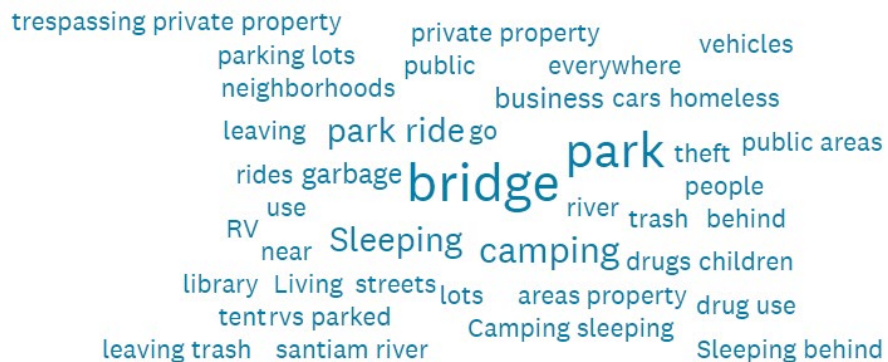 trespassing private property
private property
vehicles
parking lots
public
everywhere
neighborhoods
business cars homeless
leaving
park ride
go
park
theft
public areas
rides
garbage
bridge
people
use
river
trash
behind
RV
near
Sleeping
camping
drugs
children
library
Living
streets
lots
areas property
drug use
tent
rvs parked
Camping sleeping
leaving trash
santiam river
Sleeping behind